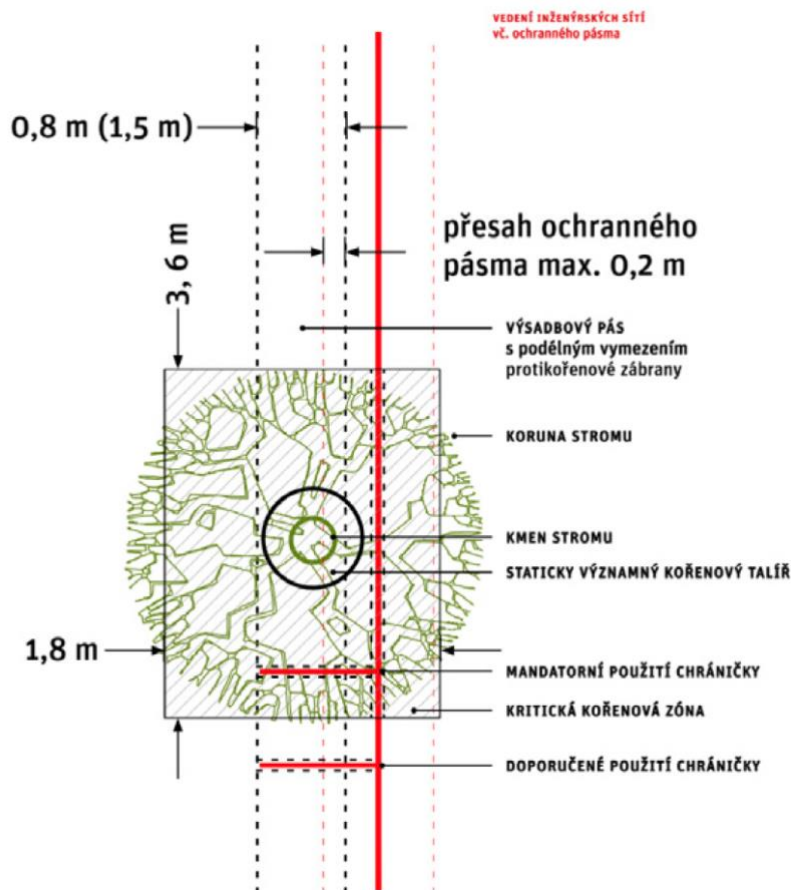 VEDENÍ INŽENÝRSKÝCH SÍTÍ
vč. ochranného pásma
0,8 m (1,5 m)
přesah ochranného
pásma max. 0,2 m
3, 6 m
VÝSADBOVÝ PÁS
s podélným vymezením
protikořenové zábrany
KORUNA STROMU
KMEN STROMU
STATICKY VÝZNAMNÝ KOŘENOVÝ TALÍŘ
1,8 m
MANDATORNÍ POUŽITÍ CHRÁNIČKY
KRITICKÁ KOŘENOVÁ ZÓNA
DOPORUČENÉ POUŽITÍ CHRÁNIČKY